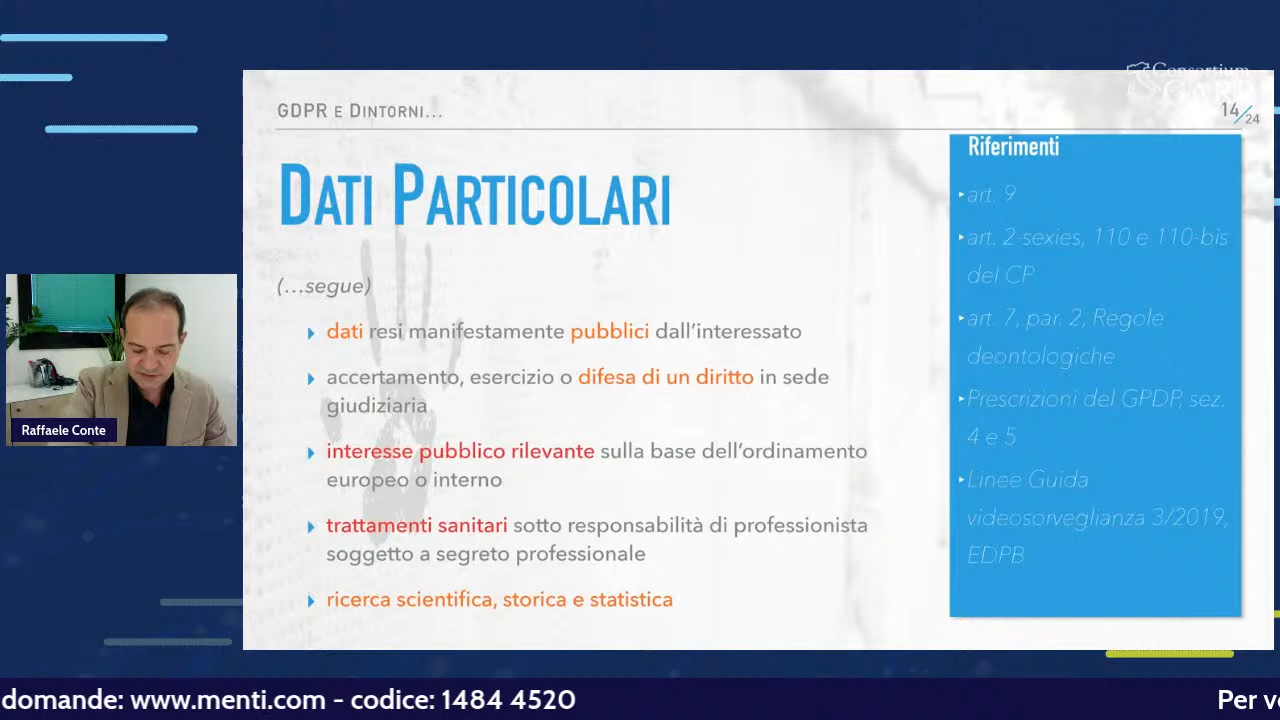 Consortium
GARR
GDPR E DINTORNI...
14/24
DATI PARTICOLARI
(...segue)
dati resi manifestamente pubblici dall'interessato
accertamento, esercizio o difesa di un diritto in sede
giudiziaria
interesse pubblico rilevante sulla base dell'ordinamento
europeo o interno
trattamenti sanitari sotto responsabilità di professionista
soggetto a segreto professionale
ricerca scientifica, storica e statistica
Riferimenti
art. 9
art. 2-sexies, 110 e 110-bis
del CP
art. 7, par. 2, Regole
deontologiche
Prescrizioni del GPDP, sez.
4 e 5
Linee Guida
videosorveglianza 3/2019,
EDPB
Raffaele Conte
domande: www.menti.com - codice: 1484 4520
Per v